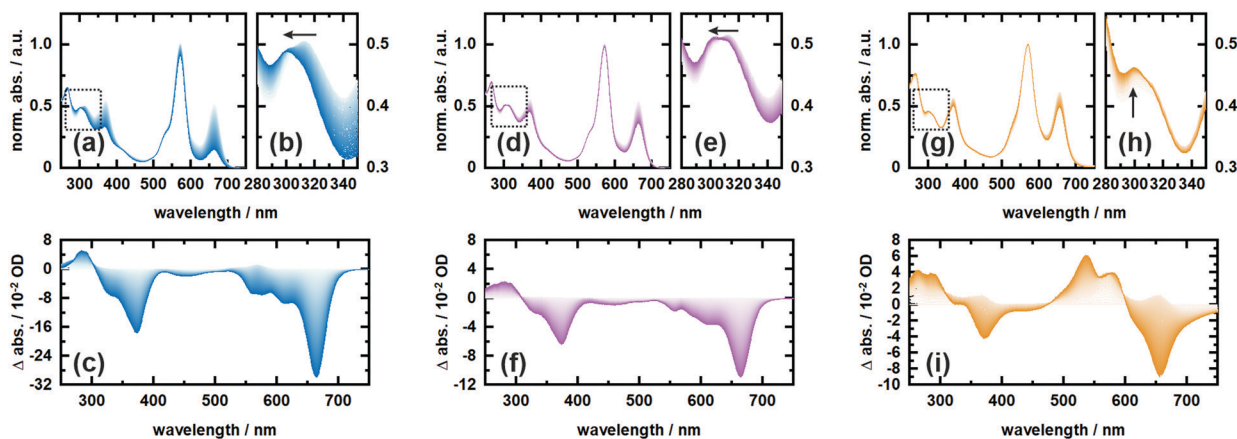 1.0
0.5
0
norm. abs. / a.u.
(a)
300 400 500 600 700
0.5
0.4
0.3
(b)
280 300 320 340
wavelength / nm
1.0
0.5
0
norm. abs. / a.u.
(d)
300 400 500 600 700
0.5
0.4
0.3
(e)
280 300 320 340
wavelength / nm
1.0
0.5
0
norm. abs. / a.u.
(g)
300 400 500 600 700
0.5
0.4
0.3
(h)
280 300 320 340
wavelength / nm
8
0
-8
-16
-24
-32
Δ abs. / 10⁻² OD
(c)
300 400 500 600 700
wavelength / nm
8
4
0
-4
-8
-12
Δ abs. / 10⁻² OD
(f)
300 400 500 600 700
wavelength / nm
8
6
4
2
0
-2
-4
-6
-8
-10
Δ abs. / 10⁻² OD
(i)
300 400 500 600 700
wavelength / nm